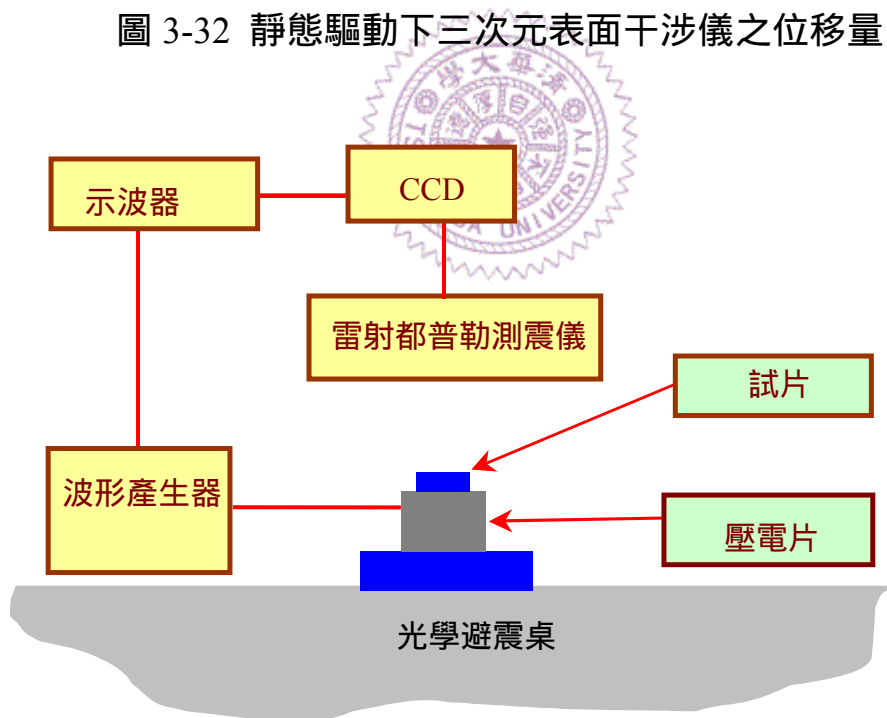 圖 3-32 靜態驅動下三次元表面干涉儀之位移量
示波器
CCD
UNIVERSITY
雷射都普勒測震儀
試片
波形產生器
壓電片
光學避震桌